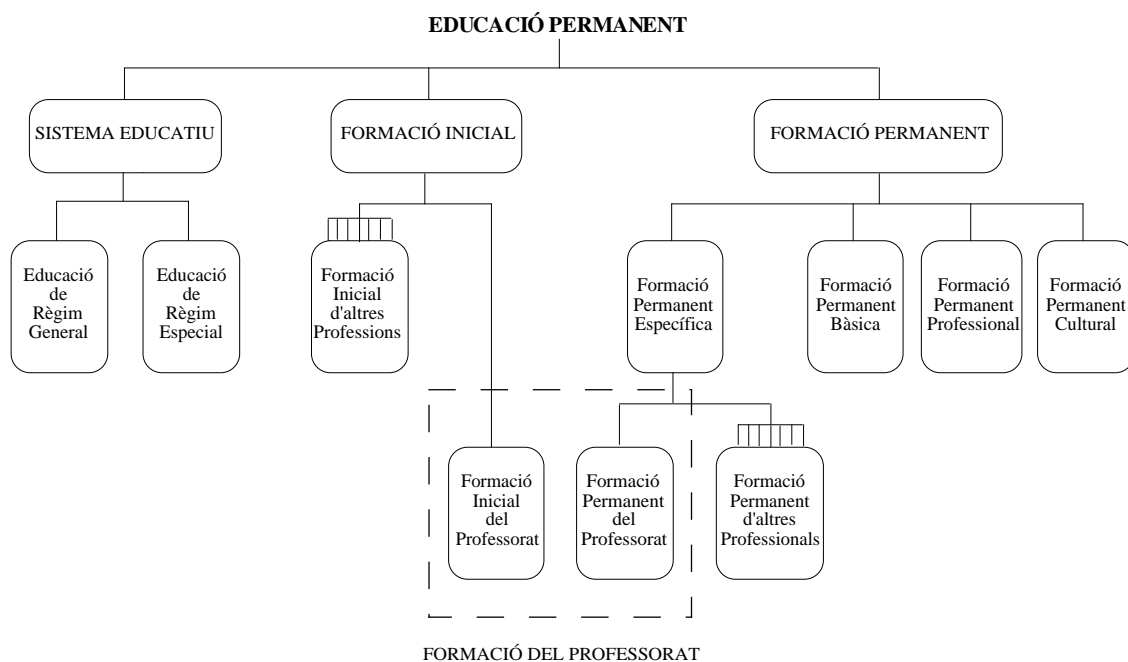 EDUCACIÓ PERMANENT
SISTEMA EDUCATIU
FORMACIÓ INICIAL
FORMACIÓ PERMANENT
Educació
de
Règim
General
Educació
de
Règim
Especial
Formació
Inicial
d'altres
Professions
Formació
Permanent
Específica
Formació
Permanent
Bàsica
Formació
Permanent
Professional
Formació
Permanent
Cultural
Formació
Inicial
del
Professorat
Formació
Permanent
del
Professorat
Formació
Permanent
d'altres
Professionals
FORMACIÓ DEL PROFESSORAT